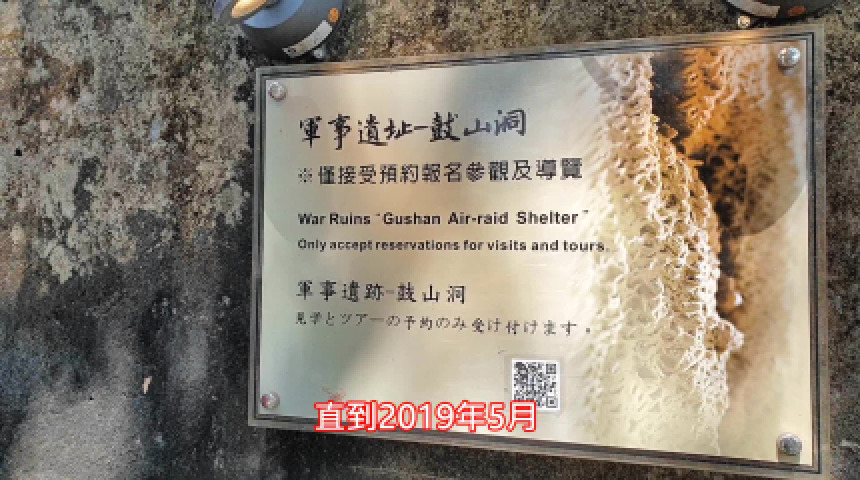 軍事遺址-鼓山洞
※僅接受預約報名參觀及導覽
War Ruins "Gushan Air-raid Shelter"
Only accept reservations for visits and tours.
軍事遺跡-鼓山洞
見学とツアーの予約のみ受け付けます。
直到2019年5月